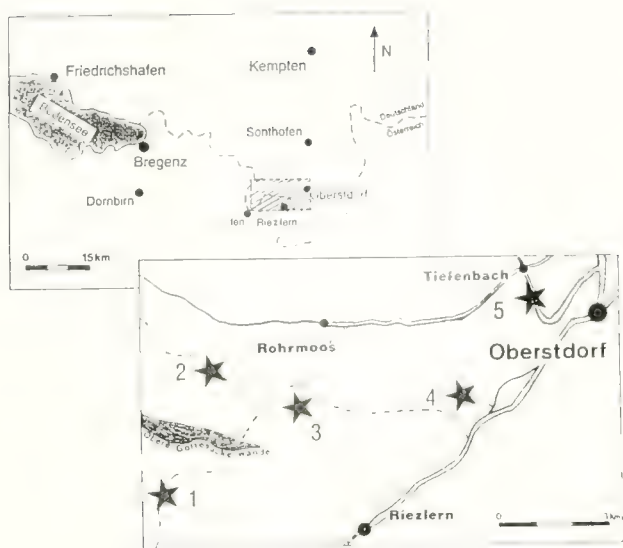 N
Friedrichshafen
Kempten
Bodensee
Deutschland
Österreich
Sonthofen
Bregenz
Dornbirn
Oberstdorf
Riezlern
0 15km
Tiefenbach
5
Rohrmoos
Oberstdorf
2
3
4
1
Riezlern
0